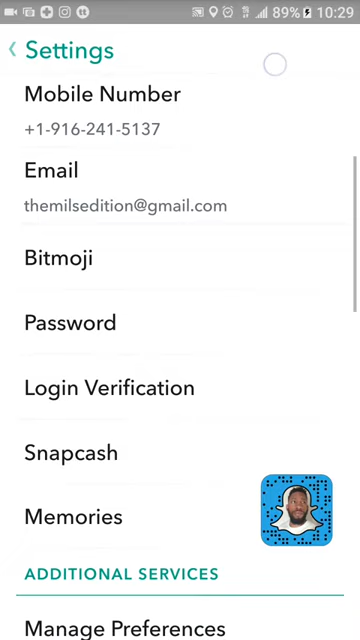 89% 10:29
Settings
Mobile Number
+1-916-241-5137
Email
themilsedition@gmail.com
Bitmoji
Password
Login Verification
Snapcash
Memories
ADDITIONAL SERVICES
Manage Preferences